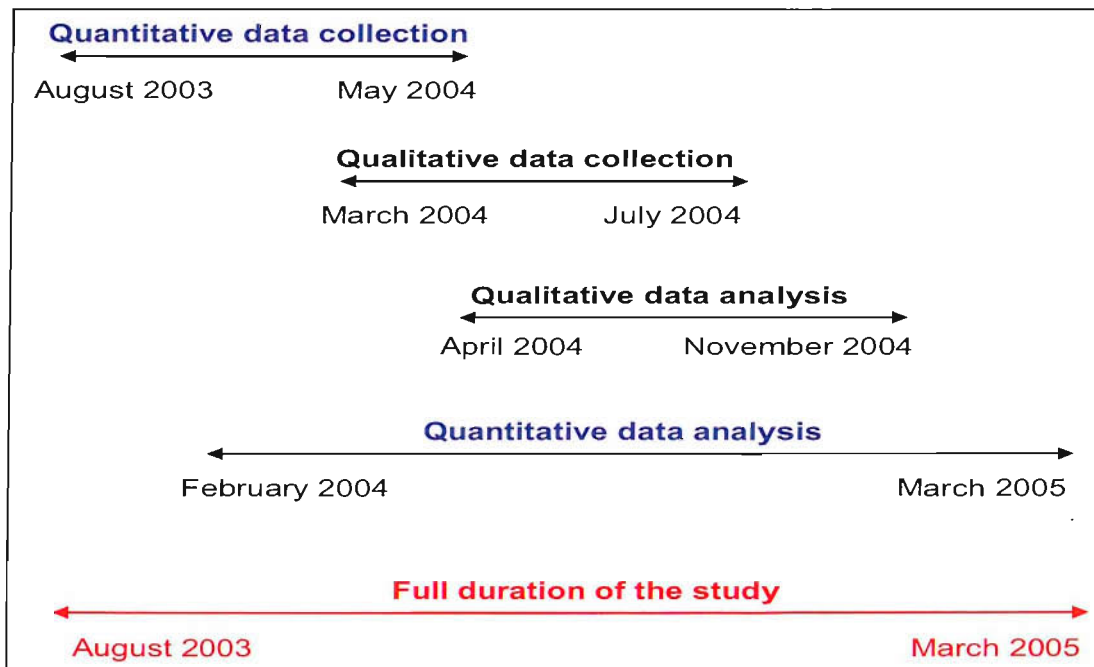 Quantitative data collection
August 2003 May 2004
Qualitative data collection
March 2004 July 2004
Qualitative data analysis
April 2004 November 2004
Quantitative data analysis
February 2004 March 2005
Full duration of the study
August 2003 March 2005